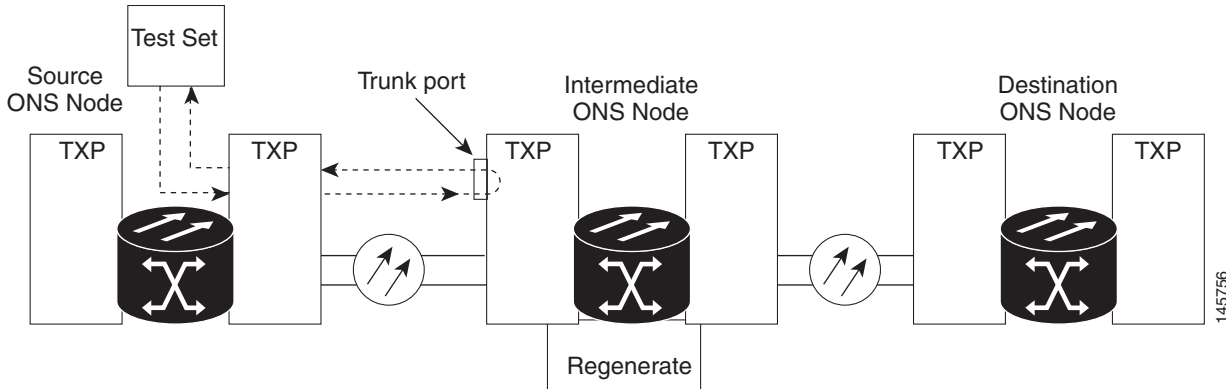 Test Set
Source
ONS Node
Trunk port
Intermediate
ONS Node
Destination
ONS Node
TXP
TXP
TXP
TXP
TXP
TXP
Regenerate
145756